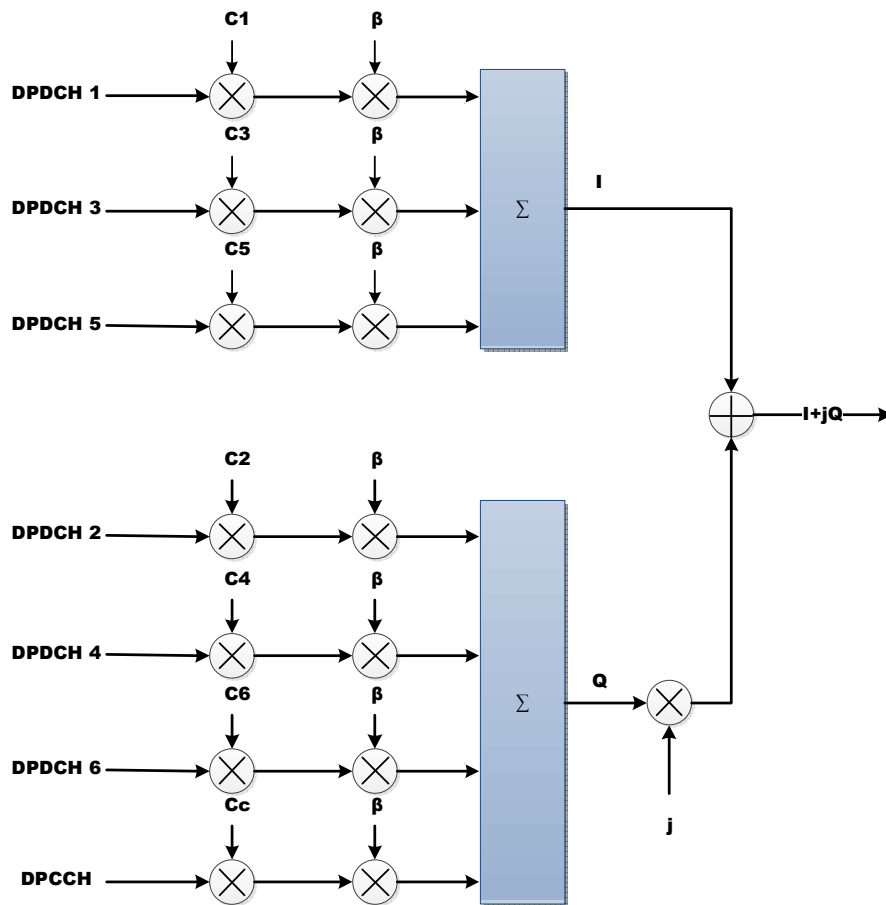 C1 β
DPDCH 1
C3 β
I
DPDCH 3
Σ
C5 β
DPDCH 5
I+jQ
C2 β
DPDCH 2
C4 β
DPDCH 4
Q
C6 β
Σ
DPDCH 6
Cc β
j
DPCCH